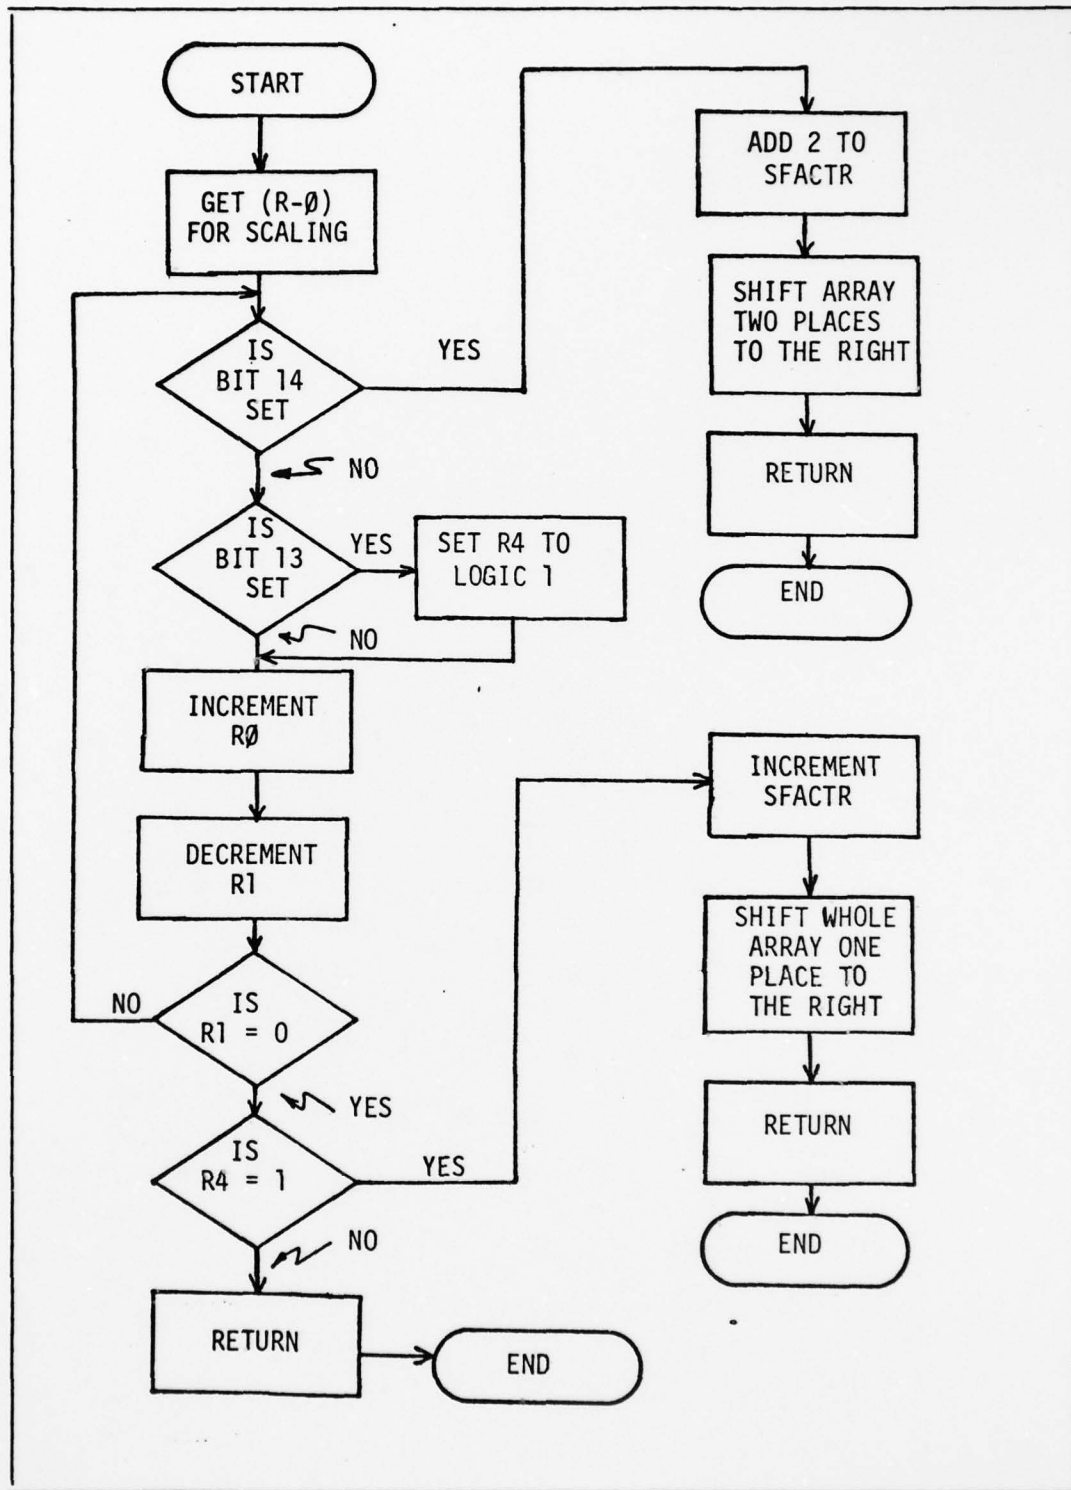 START
GET (R-Ø)
FOR SCALING
IS
BIT 14
SET
YES
NO
IS
BIT 13
SET
YES
SET R4 TO
LOGIC 1
NO
INCREMENT
RØ
DECREMENT
R1
IS
R1 = 0
NO
YES
IS
R4 = 1
YES
NO
RETURN
END
ADD 2 TO
SFACTR
SHIFT ARRAY
TWO PLACES
TO THE RIGHT
RETURN
END
INCREMENT
SFACTR
SHIFT WHOLE
ARRAY ONE
PLACE TO
THE RIGHT
RETURN
END